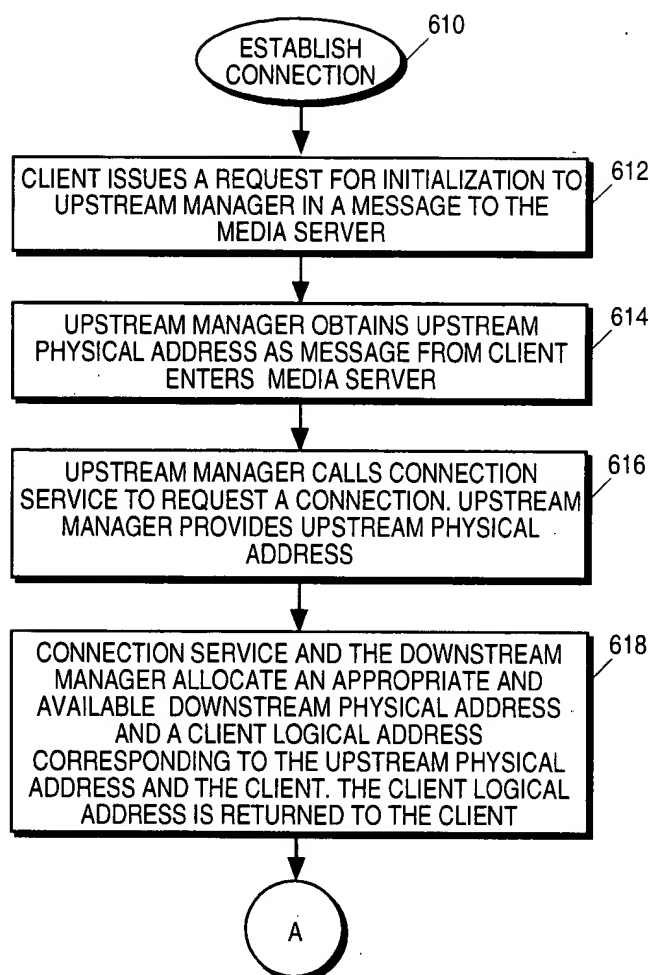 ESTABLISH
CONNECTION
610
CLIENT ISSUES A REQUEST FOR INITIALIZATION TO
UPSTREAM MANAGER IN A MESSAGE TO THE
MEDIA SERVER
612
UPSTREAM MANAGER OBTAINS UPSTREAM
PHYSICAL ADDRESS AS MESSAGE FROM CLIENT
ENTERS MEDIA SERVER
614
UPSTREAM MANAGER CALLS CONNECTION
SERVICE TO REQUEST A CONNECTION. UPSTREAM
MANAGER PROVIDES UPSTREAM PHYSICAL
ADDRESS
616
CONNECTION SERVICE AND THE DOWNSTREAM
MANAGER ALLOCATE AN APPROPRIATE AND
AVAILABLE DOWNSTREAM PHYSICAL ADDRESS
AND A CLIENT LOGICAL ADDRESS
CORRESPONDING TO THE UPSTREAM PHYSICAL
ADDRESS AND THE CLIENT. THE CLIENT LOGICAL
ADDRESS IS RETURNED TO THE CLIENT
618
A